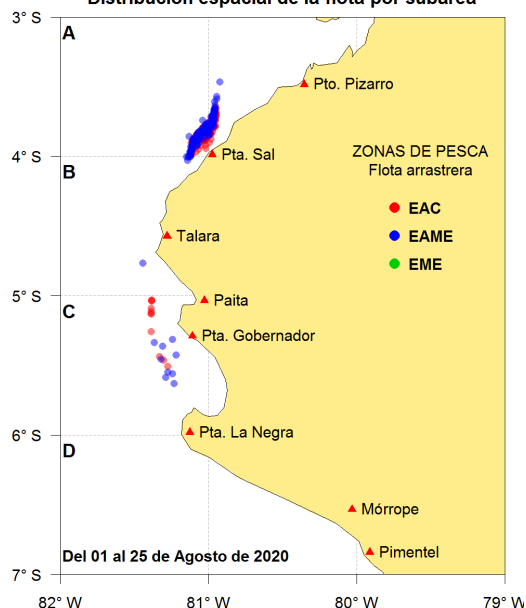 Distribución espacial de la flota por subárea
3° S
A
Pto. Pizarro
ZONAS DE PESCA
Flota arrastrera
EAC
EAME
EME
4° S
Pta. Sal
B
Talara
5° S
Paita
C
Pta. Gobernador
6° S
Pta. La Negra
D
Mórrope
Pimentel
Del 01 al 25 de Agosto de 2020
7° S
82° W
81° W
80° W
79° W